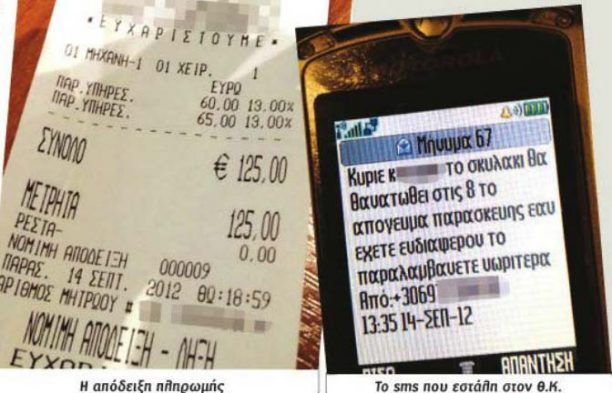 * ΕΥΧΑΡΙΣΤΟΥΜΕ *
01 ΜΗΧΑΝΗ-1 01 ΧΕΙΡ. 1
ΕΥΡΩ
ΠΑΡ.ΥΠΗΡΕΣ. 60.00 13.00%
ΠΑΡ.ΥΠΗΡΕΣ. 65.00 13.00%
ΣΥΝΟΛΟ € 125,00
ΜΕΤΡΗΤΑ 125,00
ΡΕΣΤΑ- 0.00
ΝΟΜΙΜΗ ΑΠΟΔΕΙΞΗ 000009
ΠΑΡΑΣ. 14 ΣΕΠΤ. 2012 00:18:59
ΑΡΙΘΜΟΣ ΜΗΤΡΩΟΥ #
ΝΟΜΙΜΗ ΑΠΟΔΕΙΞΗ - ΛΗΞΗ
Η απόδειξη πληρωμής
MOTOROLA
Μήνυμα 67
Κυριε κ το σκυλακι θα
θανατωθει στις 8 το
απογευμα παρασκευης εαν
εχετε ενδιαφερον το
παραλαμβανετε νωριτερα
Από:+3069
13:35 14-ΣΕΠ-12
ΠΙΣΩ ΑΠΑΝΤΗΣΗ
Το sms που εστάλη στον Θ.Κ.